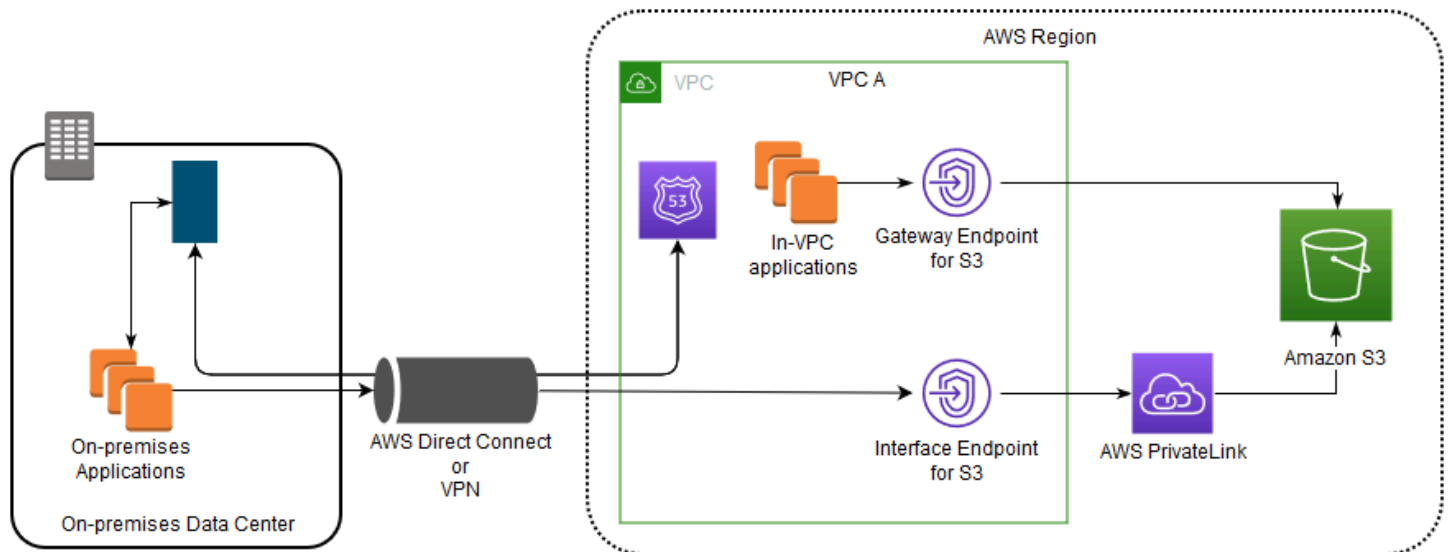 AWS Region
VPC
VPC A
53
In-VPC
applications
Gateway Endpoint
for S3
Amazon S3
On-premises
Applications
On-premises Data Center
AWS Direct Connect
or
VPN
Interface Endpoint
for S3
AWS PrivateLink